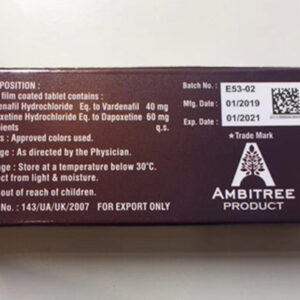 POSITION :
film coated tablet contains :
enafil Hydrochloride Eq. to Vardenafil 40 mg
oxetine Hydrochloride Eq. to Dapoxetine 60 mg
ipients q.s.
s : Approved colors used.
ge : As directed by the Physician.
ge : Store at a temperature below 30°C.
ct from light & moisture.
out of reach of children.
No. : 143/UA/UK/2007 FOR EXPORT ONLY
Batch No. : E53-02
Mfg. Date : 01/2019
Exp. Date : 01/2021
★Trade Mark
AMBITREE
PRODUCT